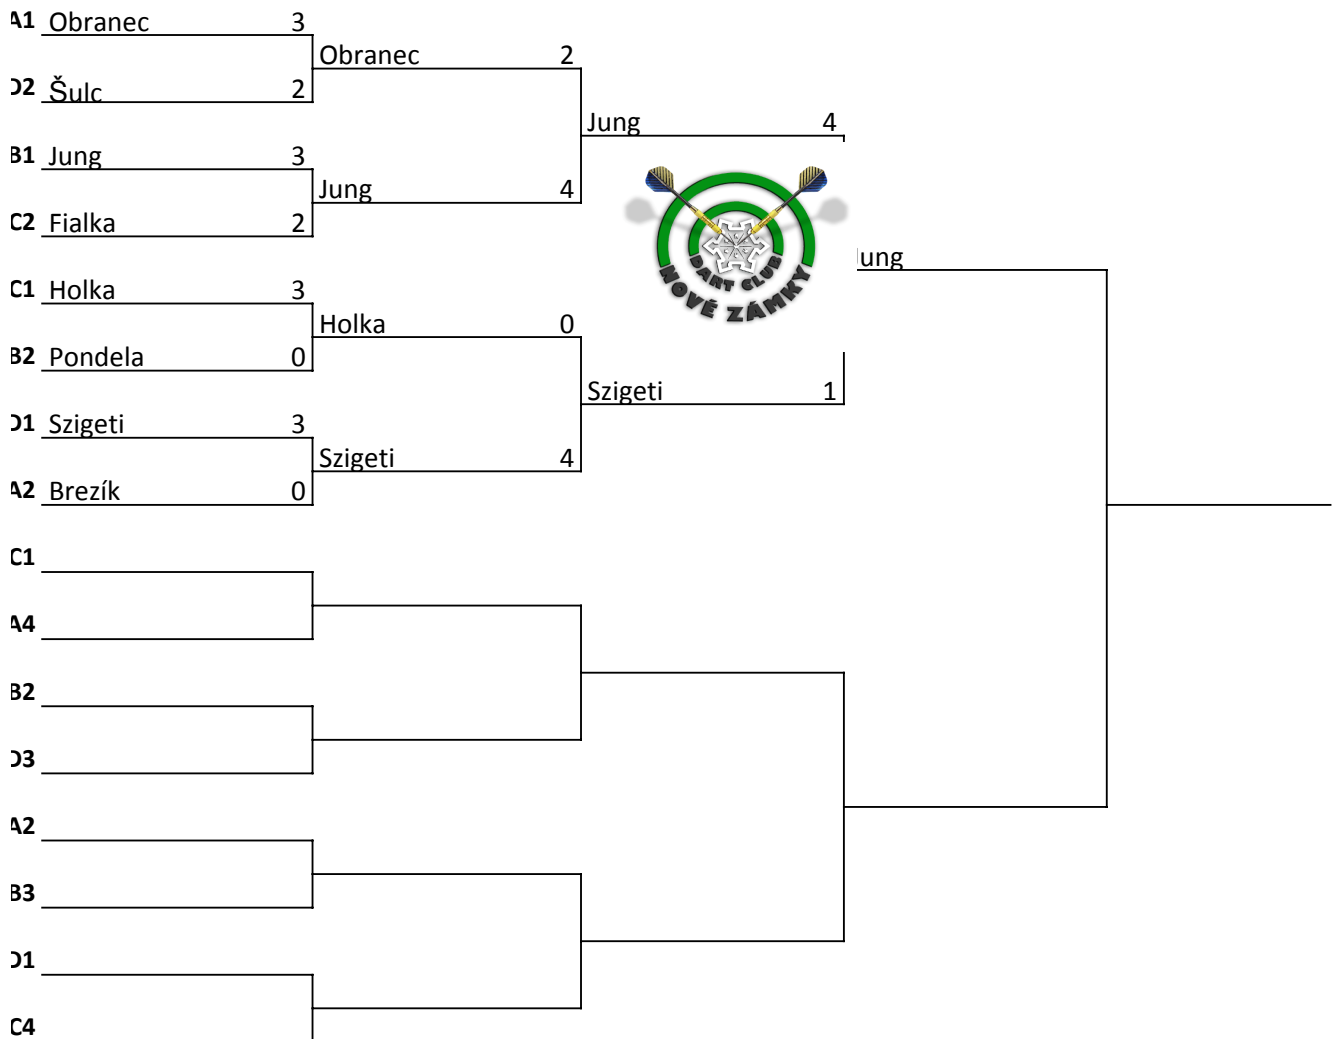 A1 Obranec 3
Obranec 2
D2 Šulc 2
Jung 4
B1 Jung 3
Jung 4
C2 Fialka 2
DART CLUB
NOVÉ ZÁMKY
Jung
C1 Holka 3
Holka 0
B2 Pondela 0
Szigeti 1
D1 Szigeti 3
Szigeti 4
A2 Brezík 0
C1
A4
B2
D3
A2
B3
D1
C4